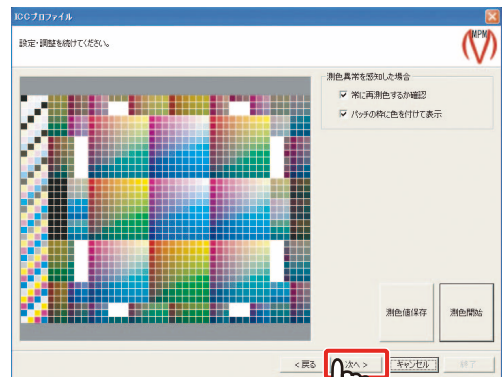 ICCプロファイル
設定・調整を続けてください。
MPM
測色異常を感知した場合
常に再測色するか確認
パッチの枠に色を付けて表示
測色値保存
測色開始
< 戻る
次へ >
キャンセル
終了